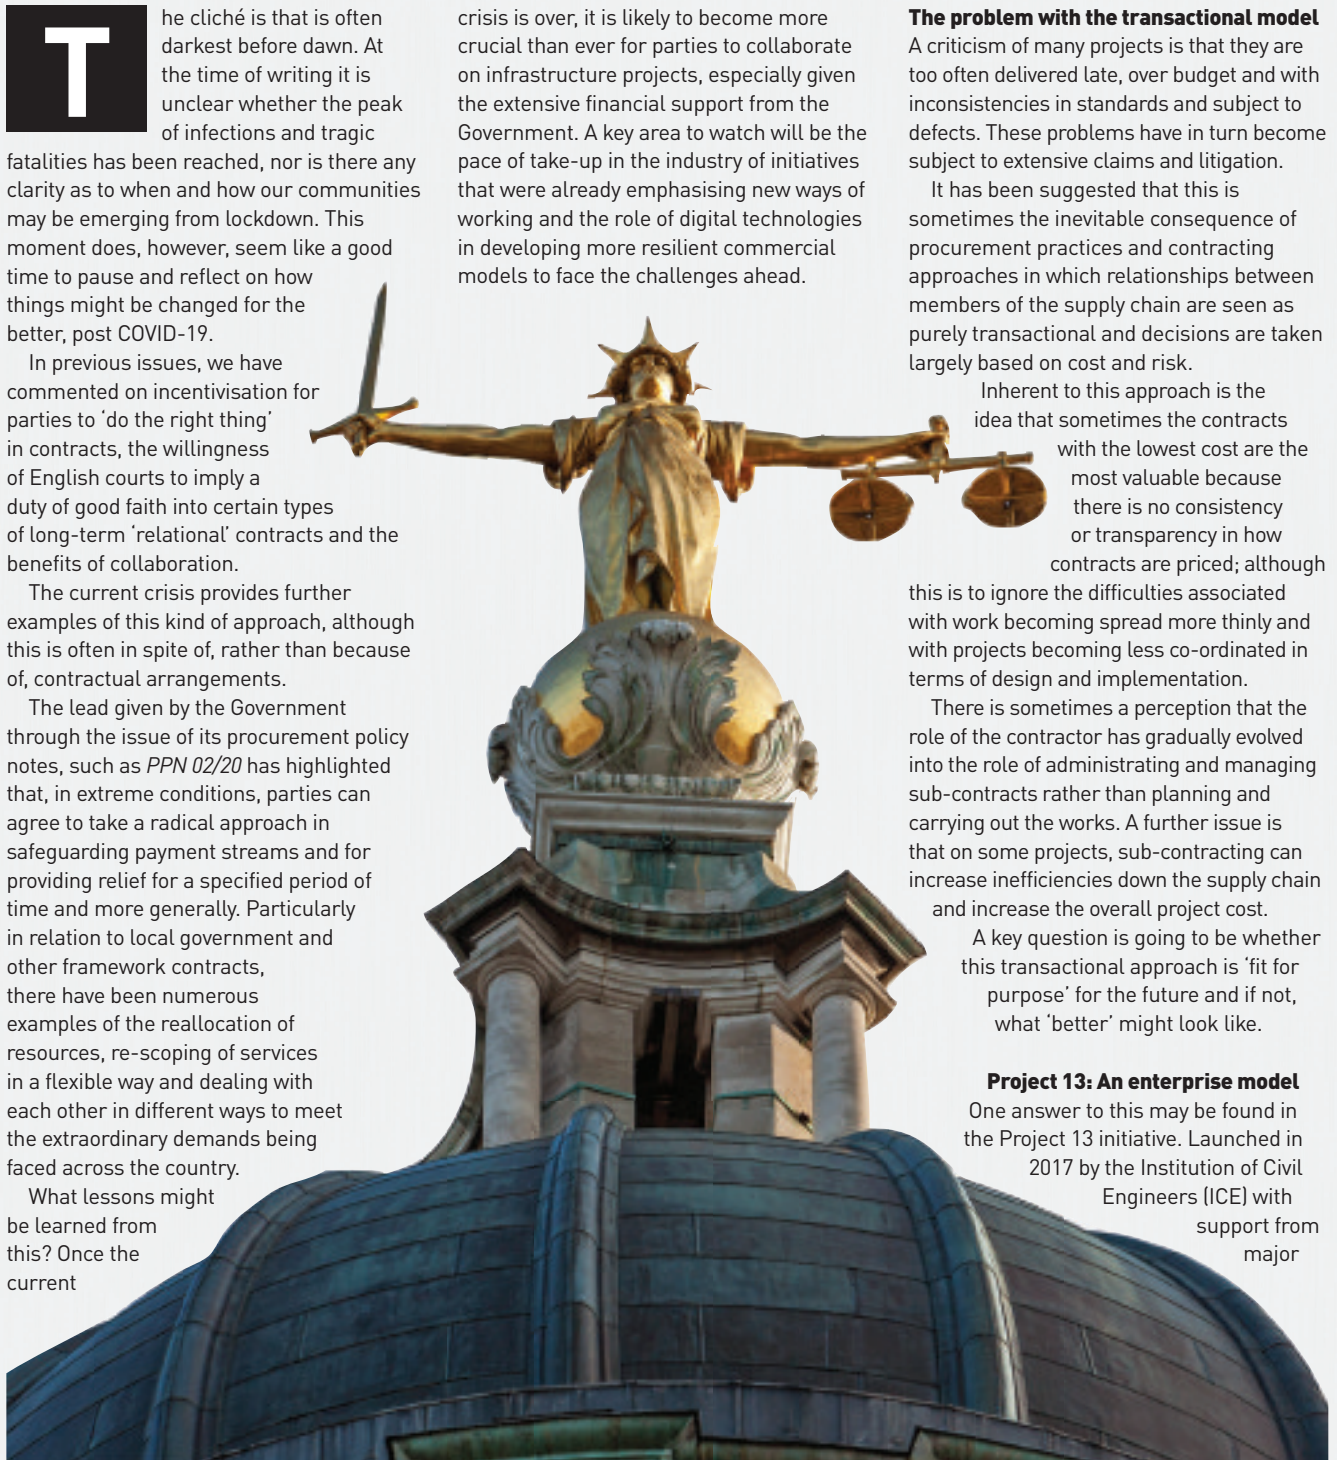 The cliché is that is often
darkest before dawn. At
the time of writing it is
unclear whether the peak
of infections and tragic
fatalities has been reached, nor is there any
clarity as to when and how our communities
may be emerging from lockdown. This
moment does, however, seem like a good
time to pause and reflect on how
things might be changed for the
better, post COVID-19.
In previous issues, we have
commented on incentivisation for
parties to ‘do the right thing’
in contracts, the willingness
of English courts to imply a
duty of good faith into certain types
of long-term ‘relational’ contracts and the
benefits of collaboration.
The current crisis provides further
examples of this kind of approach, although
this is often in spite of, rather than because
of, contractual arrangements.
The lead given by the Government
through the issue of its procurement policy
notes, such as PPN 02/20 has highlighted
that, in extreme conditions, parties can
agree to take a radical approach in
safeguarding payment streams and for
providing relief for a specified period of
time and more generally. Particularly
in relation to local government and
other framework contracts,
there have been numerous
examples of the reallocation of
resources, re-scoping of services
in a flexible way and dealing with
each other in different ways to meet
the extraordinary demands being
faced across the country.
What lessons might
be learned from
this? Once the
current
crisis is over, it is likely to become more
crucial than ever for parties to collaborate
on infrastructure projects, especially given
the extensive financial support from the
Government. A key area to watch will be the
pace of take-up in the industry of initiatives
that were already emphasising new ways of
working and the role of digital technologies
in developing more resilient commercial
models to face the challenges ahead.
The problem with the transactional model
A criticism of many projects is that they are
too often delivered late, over budget and with
inconsistencies in standards and subject to
defects. These problems have in turn become
subject to extensive claims and litigation.
It has been suggested that this is
sometimes the inevitable consequence of
procurement practices and contracting
approaches in which relationships between
members of the supply chain are seen as
purely transactional and decisions are taken
largely based on cost and risk.
Inherent to this approach is the
idea that sometimes the contracts
with the lowest cost are the
most valuable because
there is no consistency
or transparency in how
contracts are priced; although
this is to ignore the difficulties associated
with work becoming spread more thinly and
with projects becoming less co-ordinated in
terms of design and implementation.
There is sometimes a perception that the
role of the contractor has gradually evolved
into the role of administrating and managing
sub-contracts rather than planning and
carrying out the works. A further issue is
that on some projects, sub-contracting can
increase inefficiencies down the supply chain
and increase the overall project cost.
A key question is going to be whether
this transactional approach is ‘fit for
purpose’ for the future and if not,
what ‘better’ might look like.
Project 13: An enterprise model
One answer to this may be found in
the Project 13 initiative. Launched in
2017 by the Institution of Civil
Engineers (ICE) with
support from
major